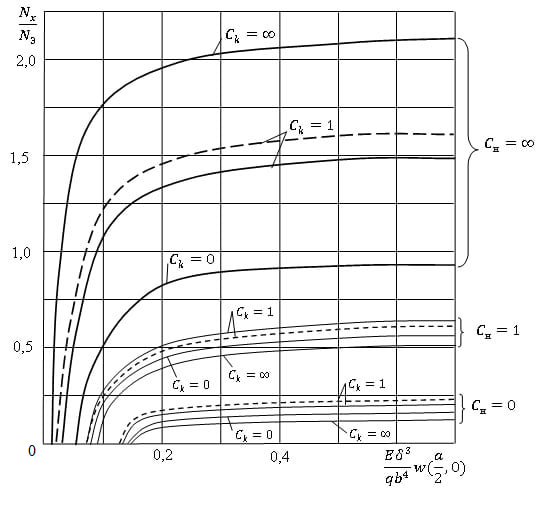 N_x/N_э
2,0
1,5
1,0
0,5
0
0,2
0,4
C_k = ∞
C_k = 1
C_k = 0
C_н = ∞
C_k = 1
C_н = 1
C_k = 0
C_k = ∞
C_k = 1
C_н = 0
C_k = 0
C_k = ∞
Eδ³/qb⁴ w(a/2, 0)